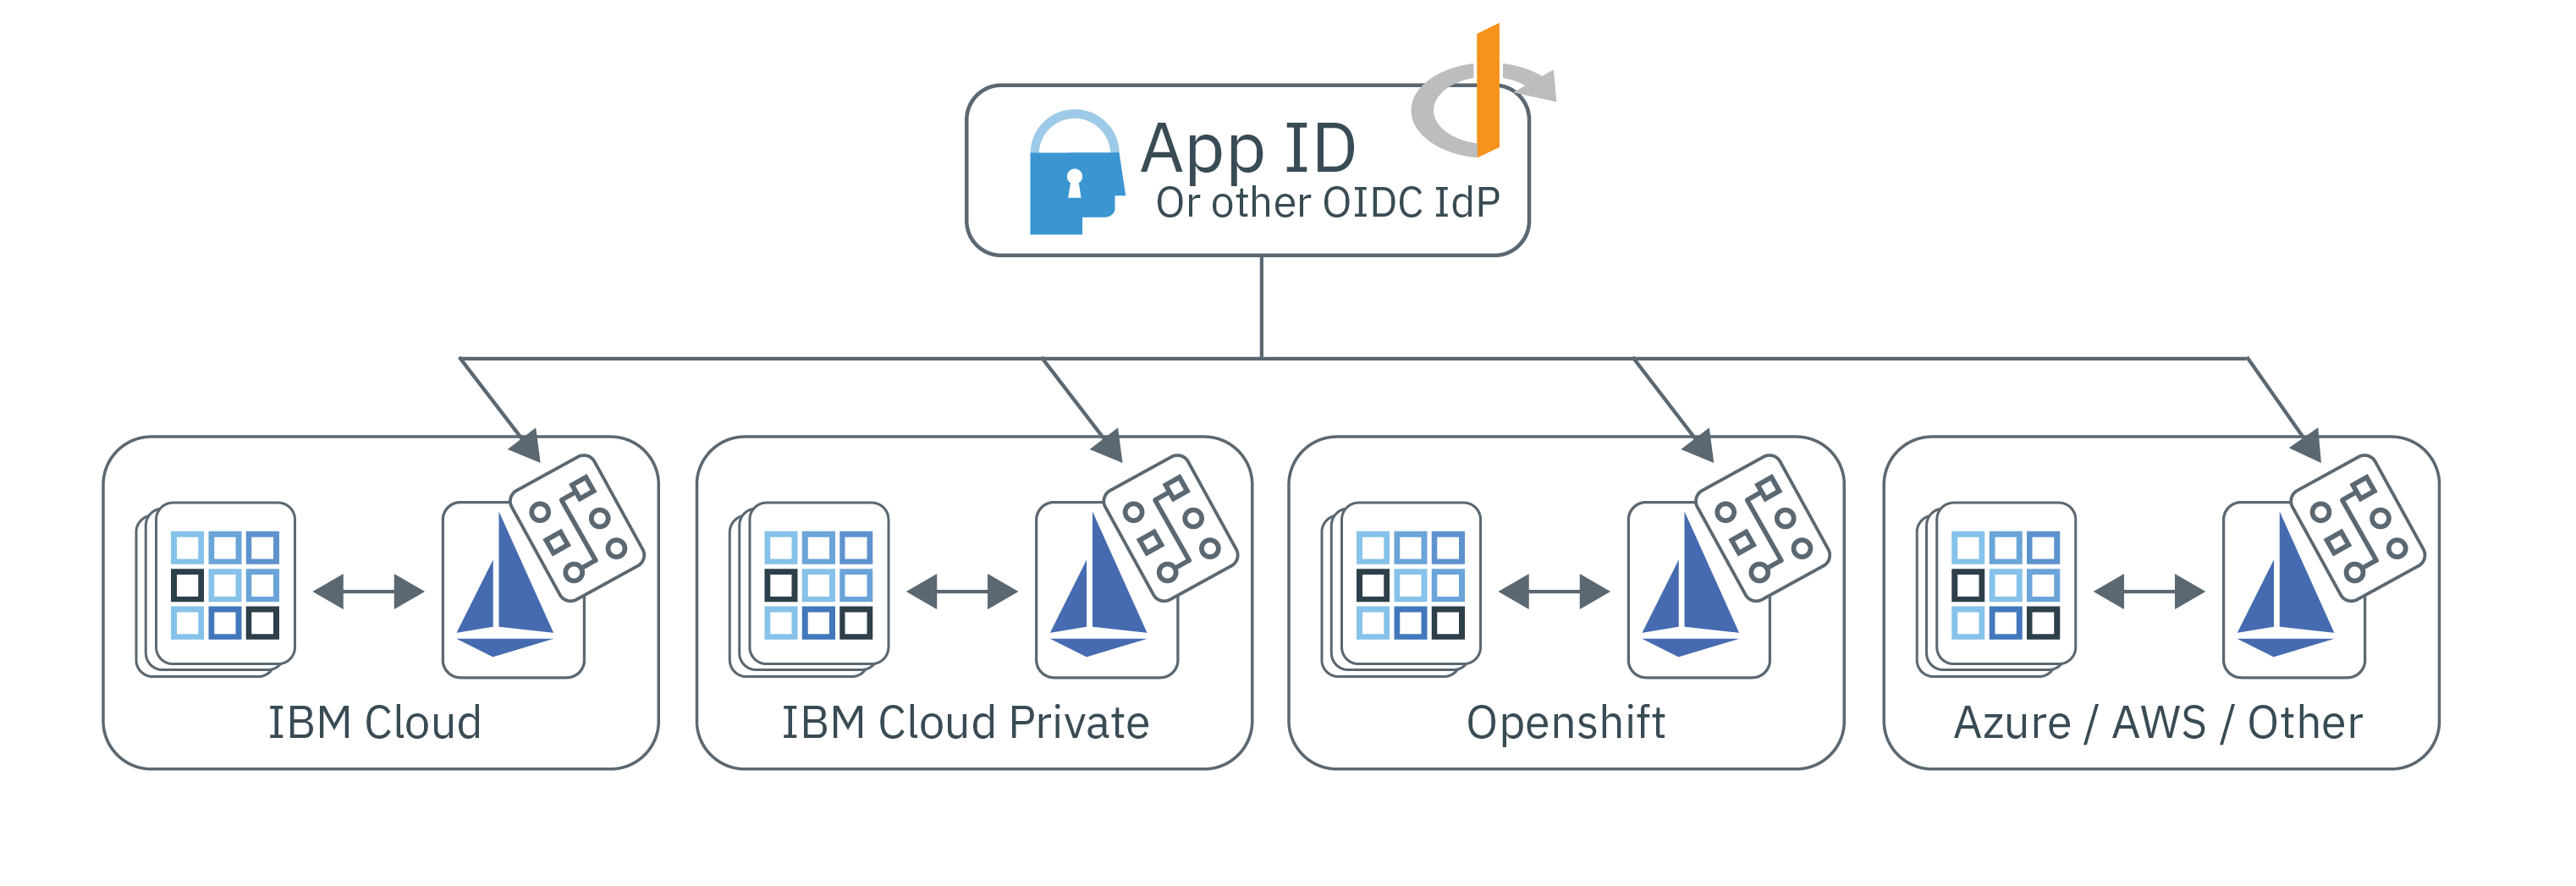 App ID
Or other OIDC IdP
IBM Cloud
IBM Cloud Private
Openshift
Azure / AWS / Other